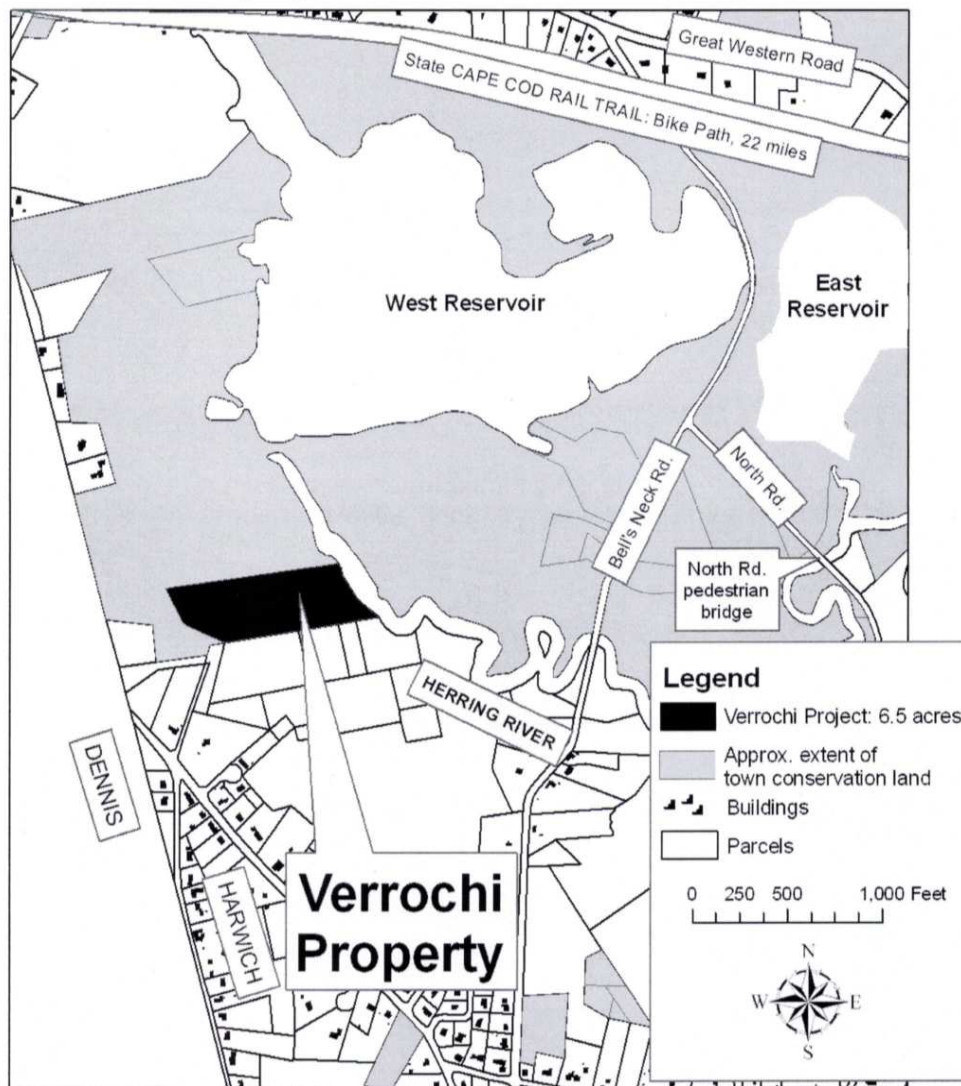 Great Western Road
State CAPE COD RAIL TRAIL: Bike Path, 22 miles
West Reservoir
East
Reservoir
Bell's Neck Rd.
North Rd.
North Rd.
pedestrian
bridge
HERRING RIVER
DENNIS
HARWICH
Verrochi
Property
Legend
Verrochi Project: 6.5 acres
Approx. extent of
town conservation land
Buildings
Parcels
0 250 500 1,000 Feet
N
W E
S